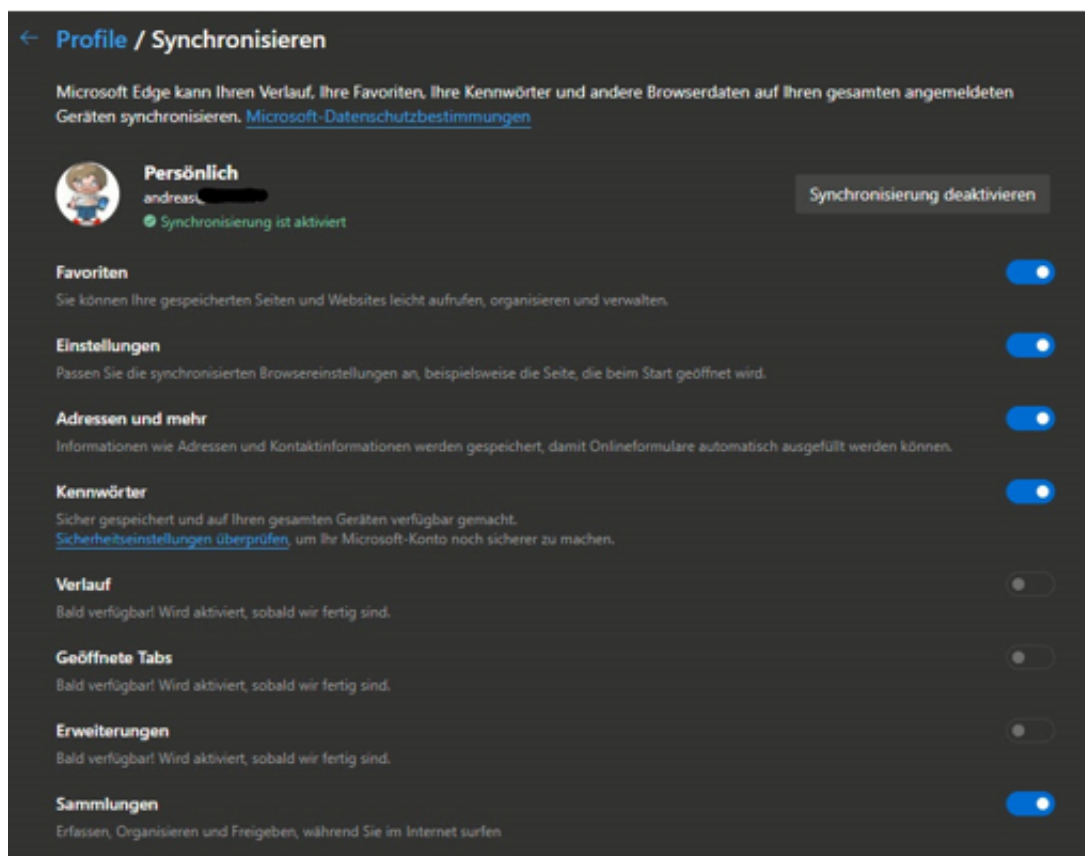 Profile / Synchronisieren
Microsoft Edge kann Ihren Verlauf, Ihre Favoriten, Ihre Kennwörter und andere Browserdaten auf Ihren gesamten angemeldeten
Geräten synchronisieren. Microsoft-Datenschutzbestimmungen
Persönlich
andreas
Synchronisierung ist aktiviert
Synchronisierung deaktivieren
Favoriten
Sie können Ihre gespeicherten Seiten und Websites leicht aufrufen, organisieren und verwalten.
Einstellungen
Passen Sie die synchronisierten Browsereinstellungen an, beispielsweise die Seite, die beim Start geöffnet wird.
Adressen und mehr
Informationen wie Adressen und Kontaktinformationen werden gespeichert, damit Onlineformulare automatisch ausgefüllt werden können.
Kennwörter
Sicher gespeichert und auf Ihren gesamten Geräten verfügbar gemacht.
Sicherheitseinstellungen überprüfen, um Ihr Microsoft-Konto noch sicherer zu machen.
Verlauf
Bald verfügbar! Wird aktiviert, sobald wir fertig sind.
Geöffnete Tabs
Bald verfügbar! Wird aktiviert, sobald wir fertig sind.
Erweiterungen
Bald verfügbar! Wird aktiviert, sobald wir fertig sind.
Sammlungen
Erfassen, Organisieren und Freigeben, während Sie im Internet surfen